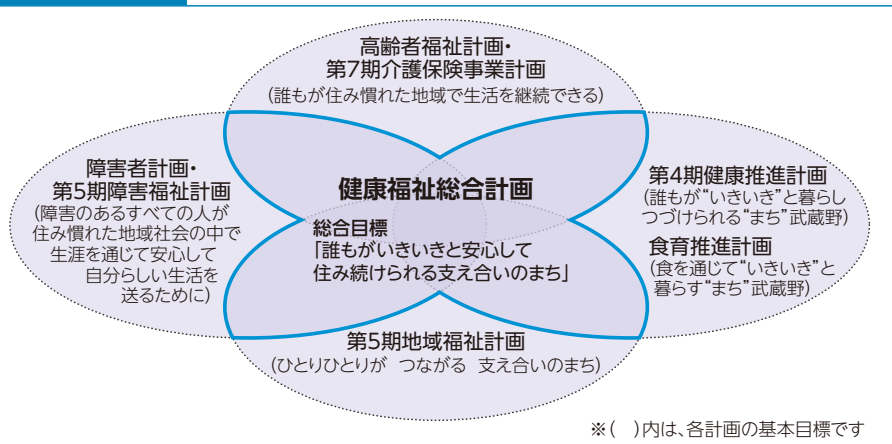 高齢者福祉計画・
第7期介護保険事業計画
(誰もが住み慣れた地域で生活を継続できる)
障害者計画・
第5期障害福祉計画
(障害のあるすべての人が
住み慣れた地域社会の中で
生涯を通じて安心して
自分らしい生活を
送るために)
健康福祉総合計画
総合目標
「誰もがいきいきと安心して
住み続けられる支え合いのまち」
第4期健康推進計画
(誰もが“いきいき”と暮らし
つづけられる“まち”武蔵野)
食育推進計画
(食を通じて“いきいき”と
暮らす“まち”武蔵野)
第5期地域福祉計画
(ひとりひとりが つながる 支え合いのまち)
※( )内は、各計画の基本目標です